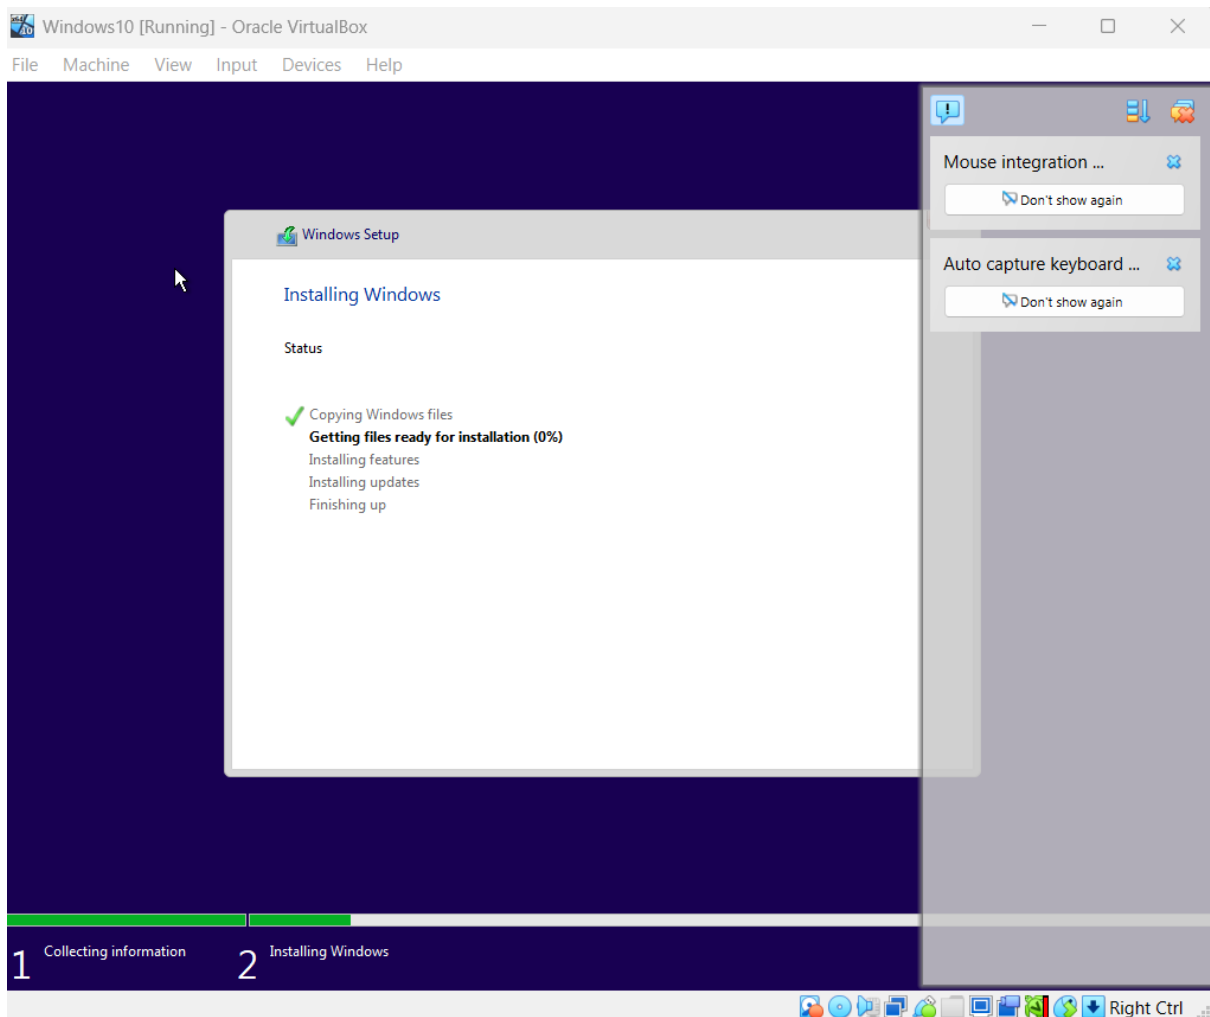 Windows10 [Running] - Oracle VirtualBox
File Machine View Input Devices Help
Mouse integration ...
Don't show again
Auto capture keyboard ...
Don't show again
Windows Setup
Installing Windows
Status
Copying Windows files
Getting files ready for installation (0%)
Installing features
Installing updates
Finishing up
1 Collecting information 2 Installing Windows
Right Ctrl